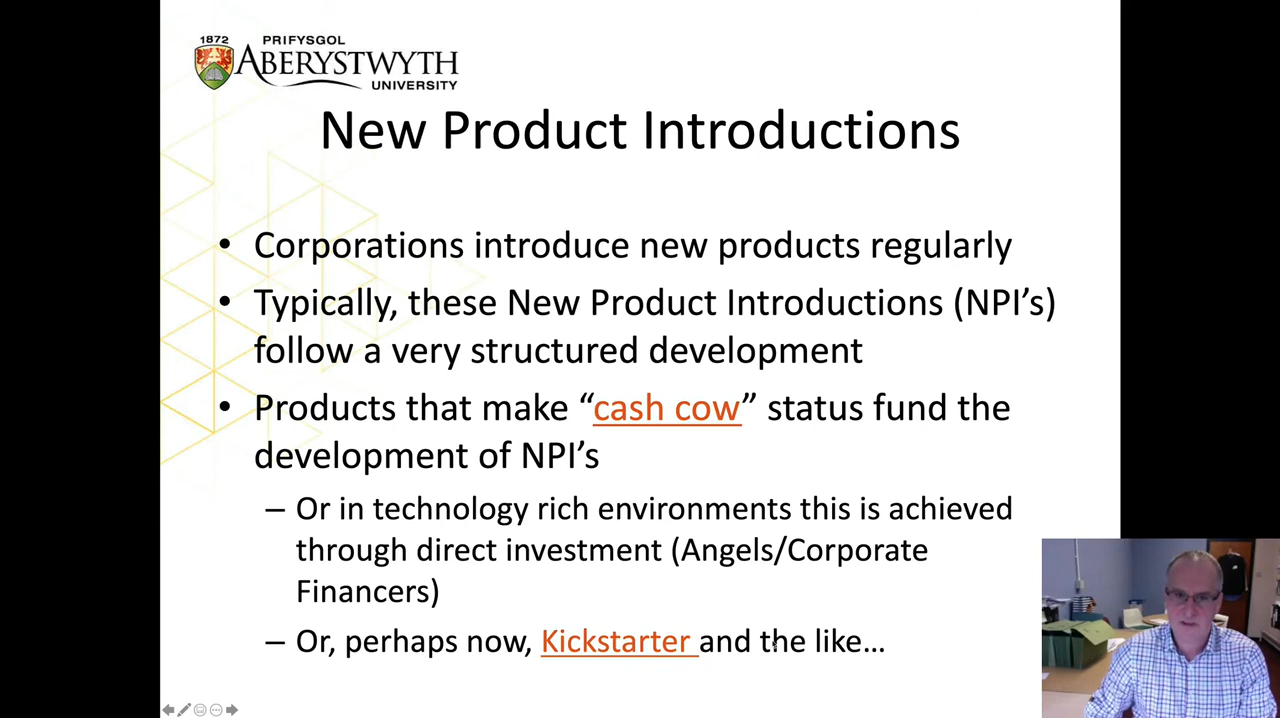 1872 PRIFYSGOL
ABERYSTWYTH
UNIVERSITY
New Product Introductions
• Corporations introduce new products regularly
• Typically, these New Product Introductions (NPI’s)
follow a very structured development
• Products that make “cash cow” status fund the
development of NPI’s
– Or in technology rich environments this is achieved
through direct investment (Angels/Corporate
Financers)
– Or, perhaps now, Kickstarter and the like…